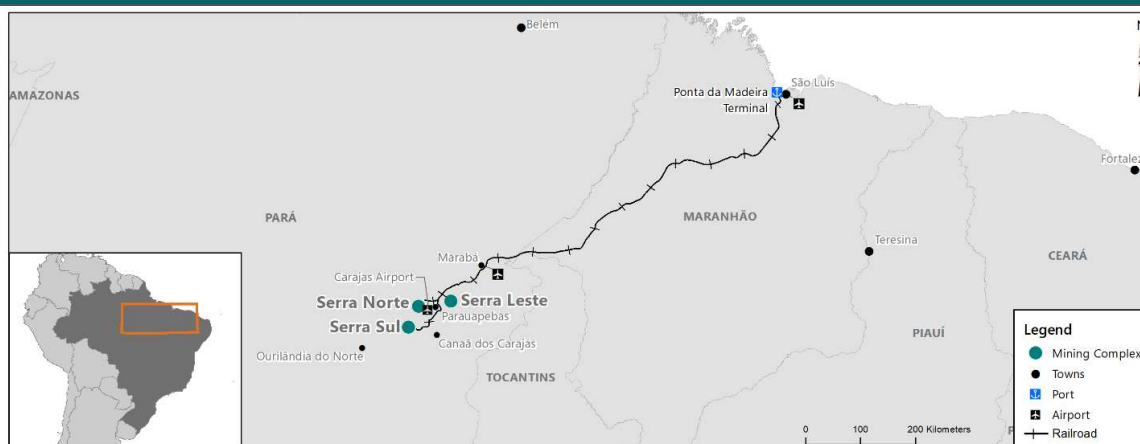 N
Belém
AMAZONAS
Ponta da Madeira
Terminal
São Luís
Fortalez
PARÁ
MARANHÃO
Teresina
CEARÁ
Marabá
Carajas Airport
Serra Norte
Serra Leste
Parauapebas
Serra Sul
Canaã dos Carajás
Ourilândia do Norte
TOCANTINS
PIAUÍ
Legend
Mining Complex
Towns
Port
Airport
Railroad
0 100 200 Kilometers